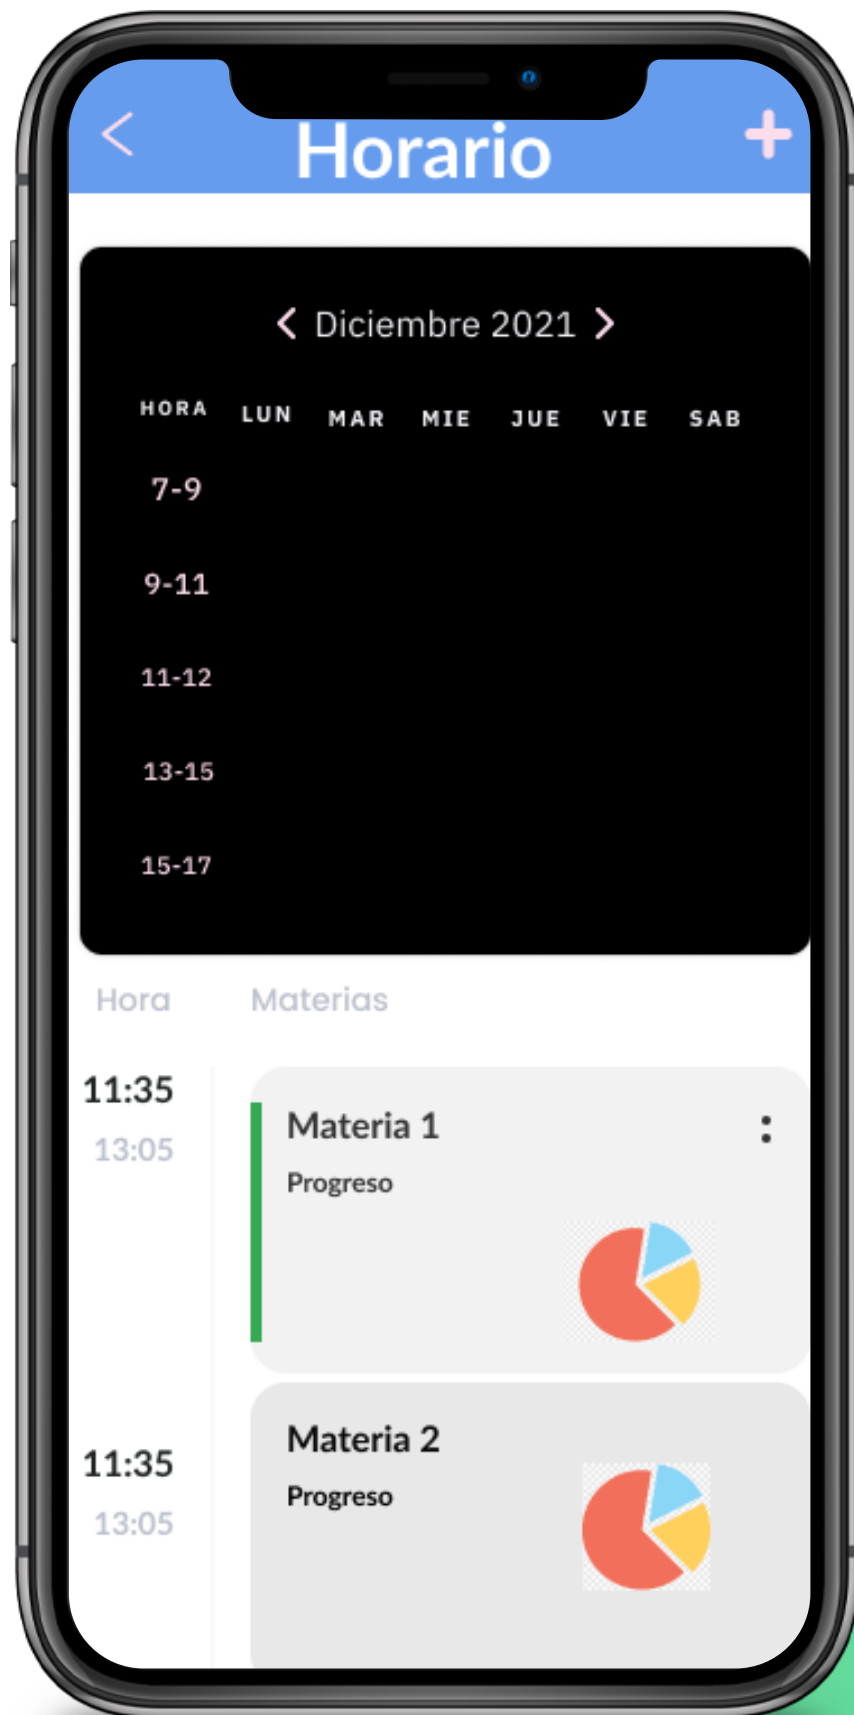 Horario
Diciembre 2021
HORA LUN MAR MIE JUE VIE SAB
7-9
9-11
11-12
13-15
15-17
Hora Materias
11:35
13:05
Materia 1
Progreso
11:35
13:05
Materia 2
Progreso